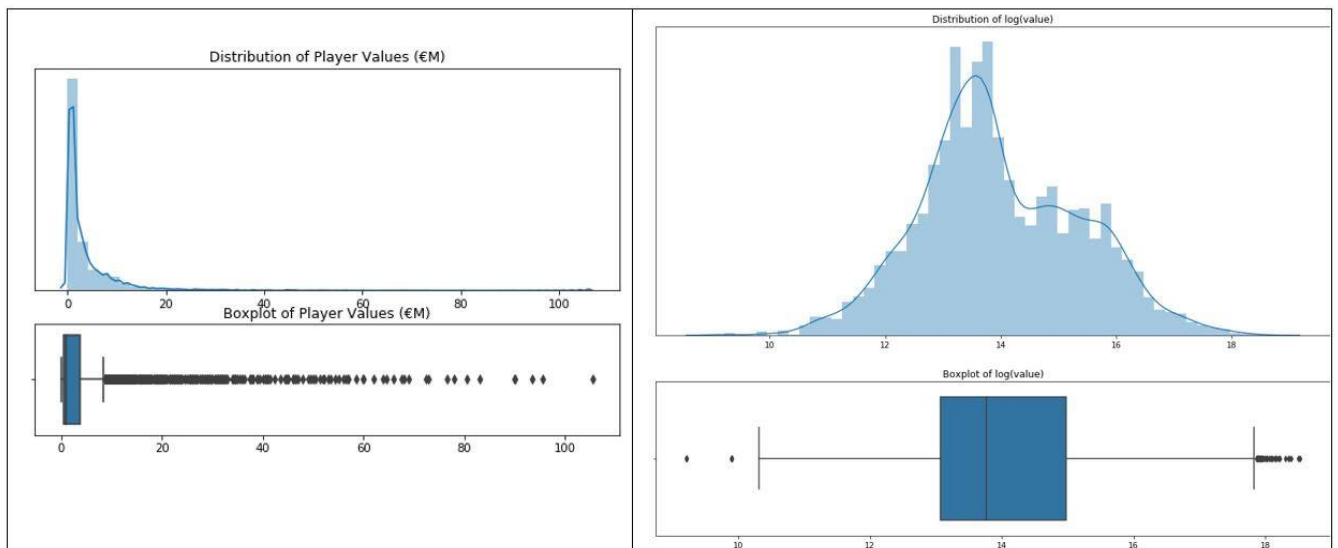 Distribution of Player Values (€M)
0 20 40 60 80 100
Boxplot of Player Values (€M)
0 20 40 60 80 100
Distribution of log(value)
10 12 14 16 18
Boxplot of log(value)
10 12 14 16 18